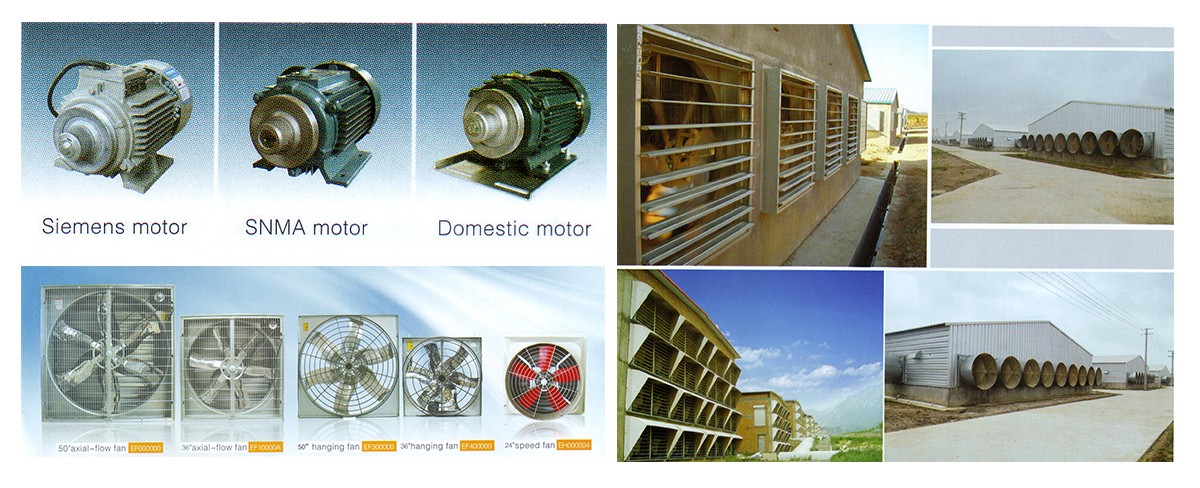 Siemens motor
SNMA motor
Domestic motor
50"axial-flow fan EF000000
36"axial-flow fan EF10000A
50" hanging fan EF300000
36"hanging fan EF400000
24"speed fan EH000004